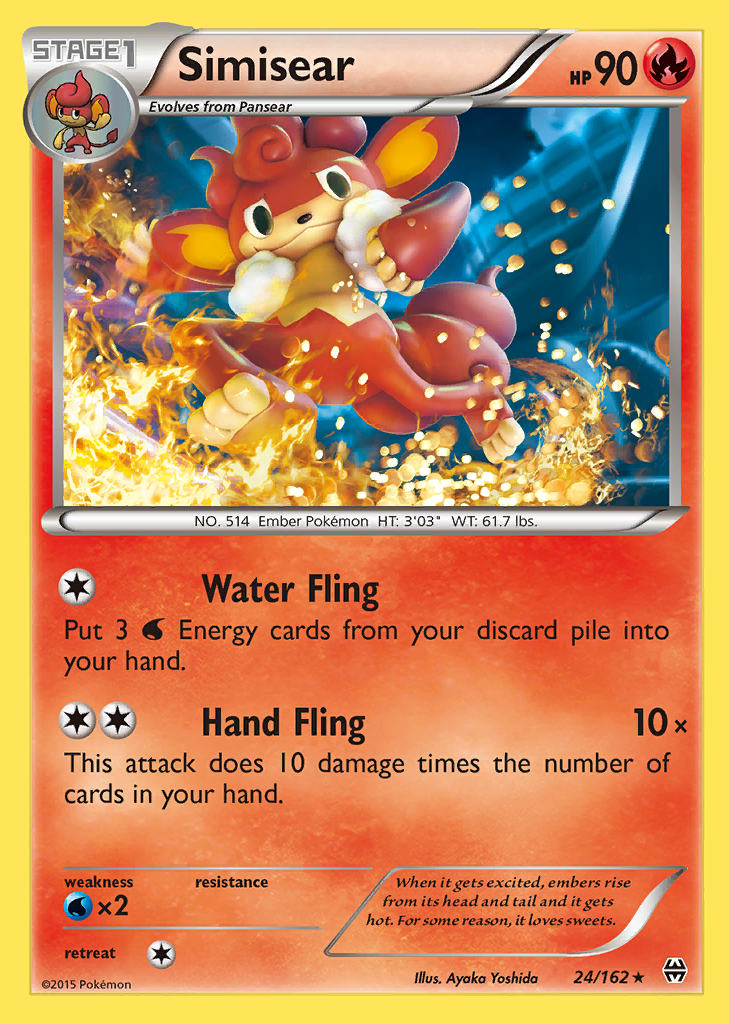 STAGE1
Simisear
HP 90
Evolves from Pansear
NO. 514 Ember Pokémon HT: 3'03" WT: 61.7 lbs.
Water Fling
Put 3 Energy cards from your discard pile into
your hand.
Hand Fling 10×
This attack does 10 damage times the number of
cards in your hand.
weakness resistance
×2
When it gets excited, embers rise
from its head and tail and it gets
hot. For some reason, it loves sweets.
retreat
©2015 Pokémon
Illus. Ayaka Yoshida
24/162 ★